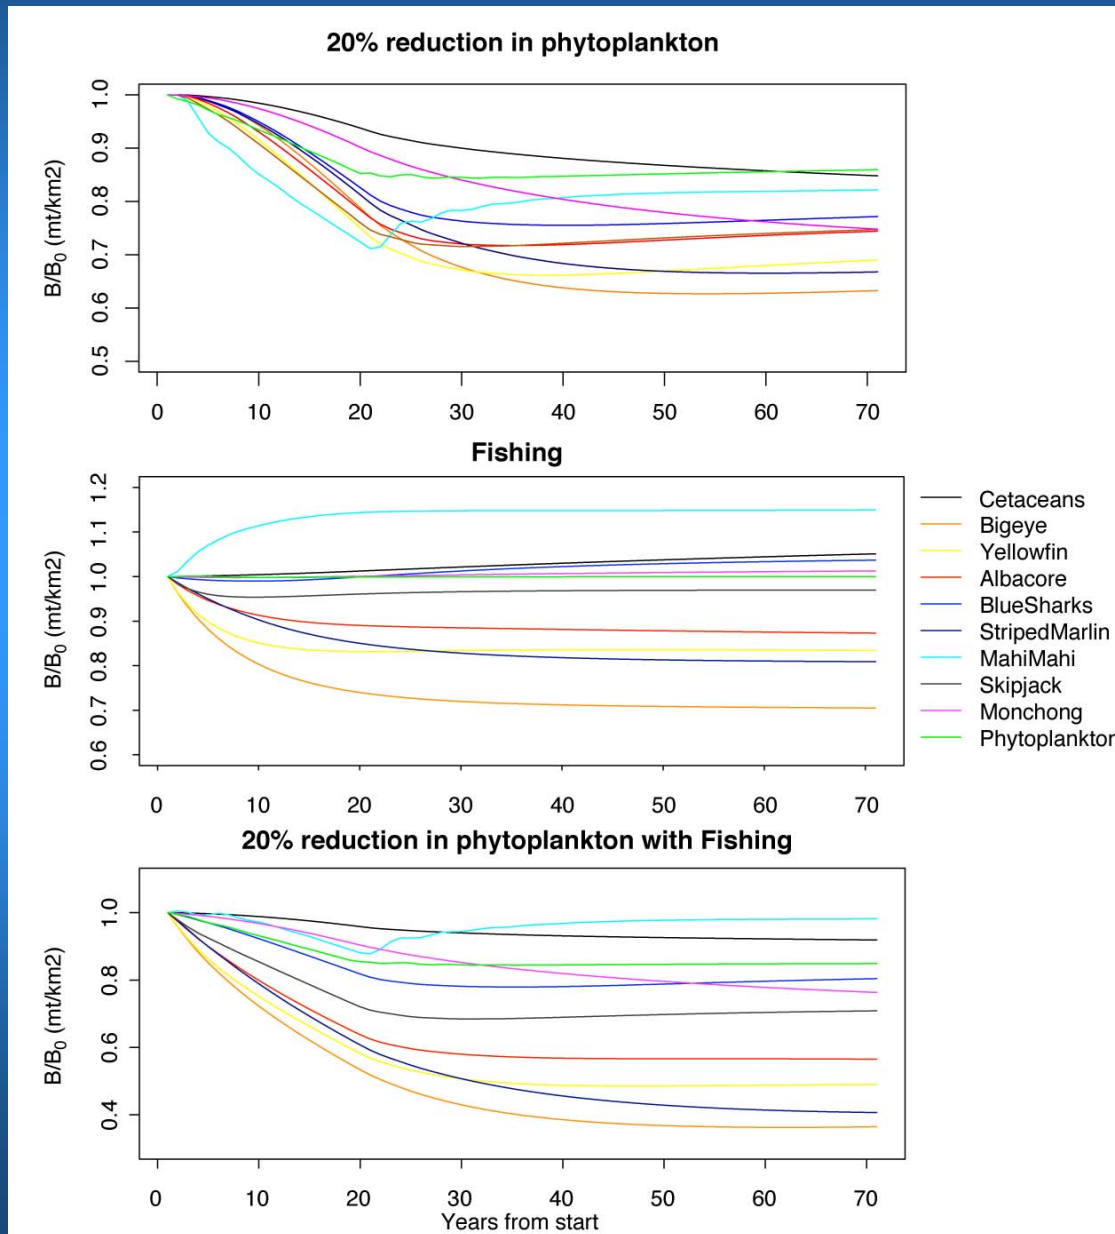 20% reduction in phytoplankton
B/B0 (mt/km2)
1.0
0.9
0.8
0.7
0.6
0.5
0 10 20 30 40 50 60 70
Fishing
B/B0 (mt/km2)
1.2
1.1
1.0
0.9
0.8
0.7
0.6
0 10 20 30 40 50 60 70
Cetaceans
Bigeye
Yellowfin
Albacore
BlueSharks
StripedMarlin
MahiMahi
Skipjack
Monchong
Phytoplankton
20% reduction in phytoplankton with Fishing
B/B0 (mt/km2)
1.0
0.8
0.6
0.4
0 10 20 30 40 50 60 70
Years from start